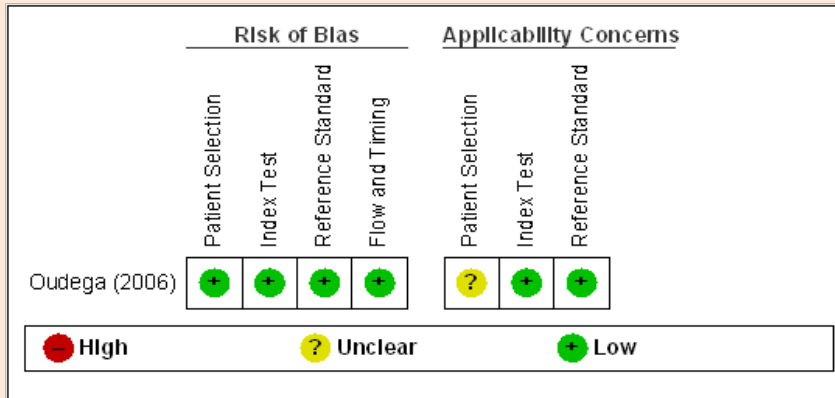 Risk of Bias
Applicability Concerns
Patient Selection
Index Test
Reference Standard
Flow and Timing
Patient Selection
Index Test
Reference Standard
Oudega (2006)
+ + + + ? + +
– High ? Unclear + Low